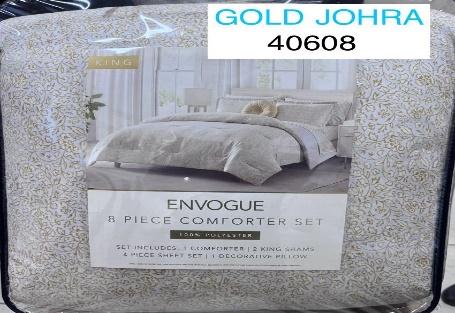 GOLD JOHRA
40608
KING
ENVOGUE
8 PIECE COMFORTER SET
100% POLYESTER
SET INCLUDES: 1 COMFORTER | 2 KING SHAMS
4 PIECE SHEET SET | 1 DECORATIVE PILLOW